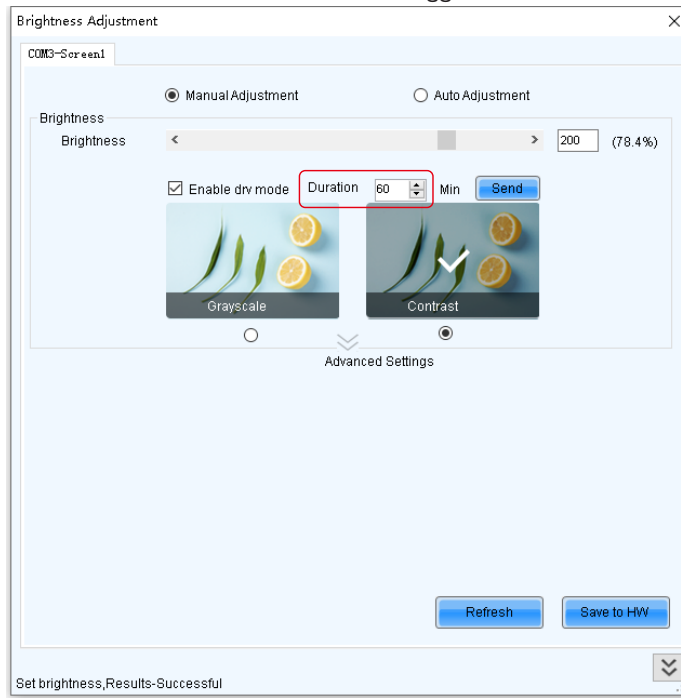 gg
Brightness Adjustment
COM3-Screen1
Manual Adjustment Auto Adjustment
Brightness
Brightness 200 (78.4%)
Enable drv mode Duration 60 Min Send
Grayscale Contrast
Advanced Settings
Refresh Save to HW
Set brightness,Results-Successful